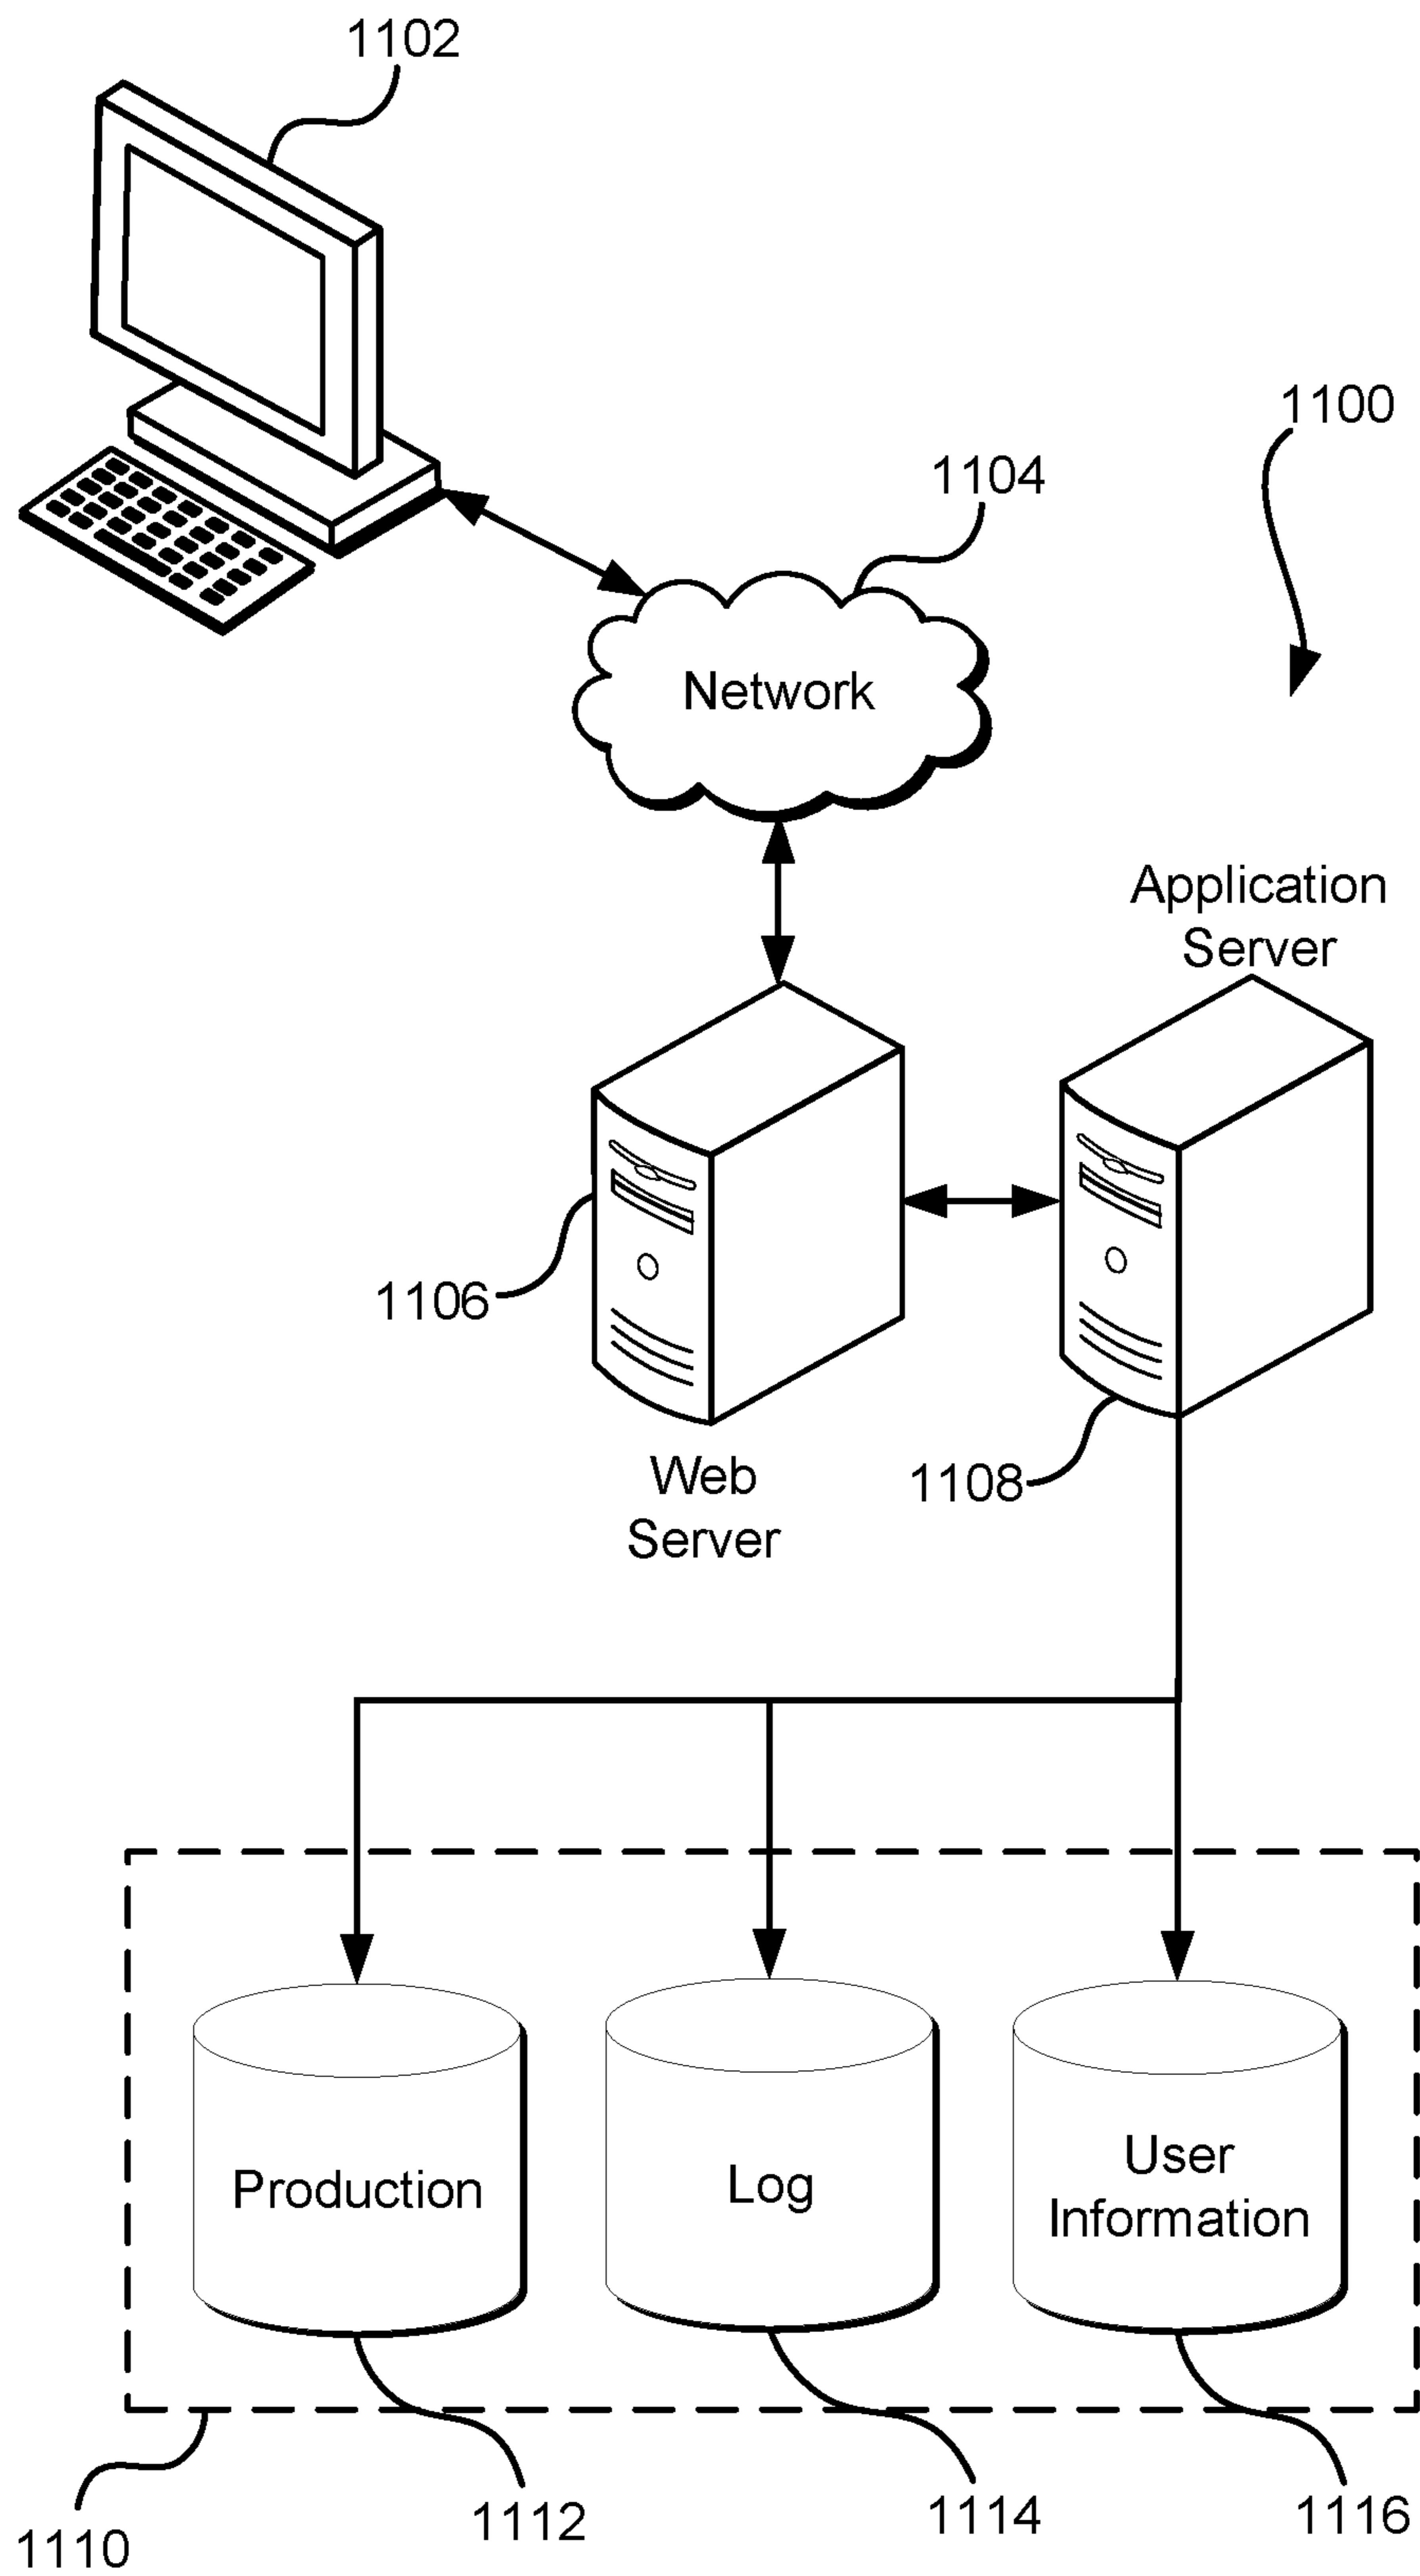 1102
1100
1104
Network
Application
Server
1106
Web
Server
1108
Production
Log
User
Information
1110
1112
1114
1116